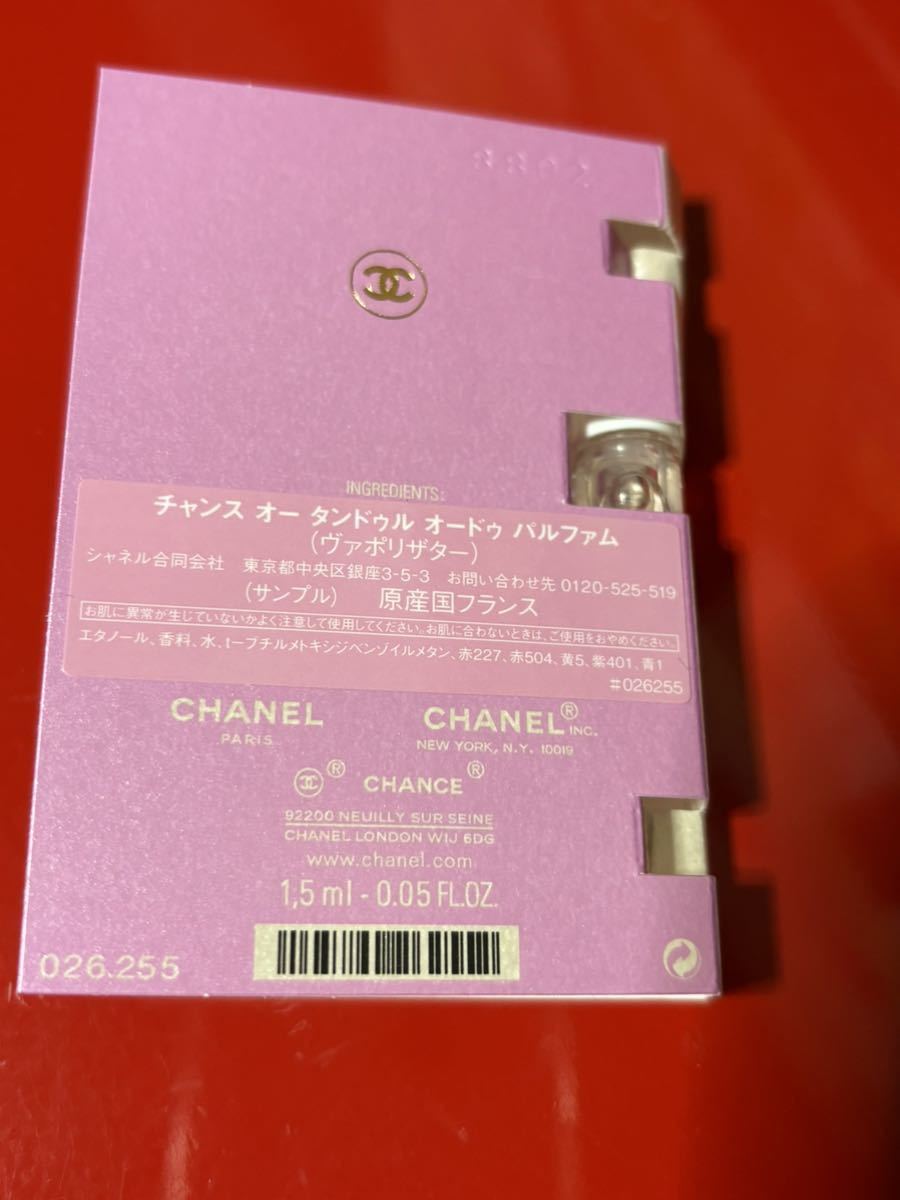 INGREDIENTS:
チャンス オー タンドゥル オードゥ パルファム
(ヴァポリザター)
シャネル合同会社 東京都中央区銀座3-5-3 お問い合わせ先 0120-525-519
(サンプル) 原産国フランス
お肌に異常が生じていないかよく注意して使用してください。お肌に合わないときは、ご使用をおやめください。
エタノール、香料、水、t-ブチルメトキシジベンゾイルメタン、赤227、赤504、黄5、紫401、青1
#026255
CHANEL CHANEL® INC.
PARIS NEW YORK, N.Y. 10019
® CHANCE ®
92200 NEUILLY SUR SEINE
CHANEL LONDON W1J 6DG
www.chanel.com
1,5 ml - 0.05 FL.OZ.
026.255